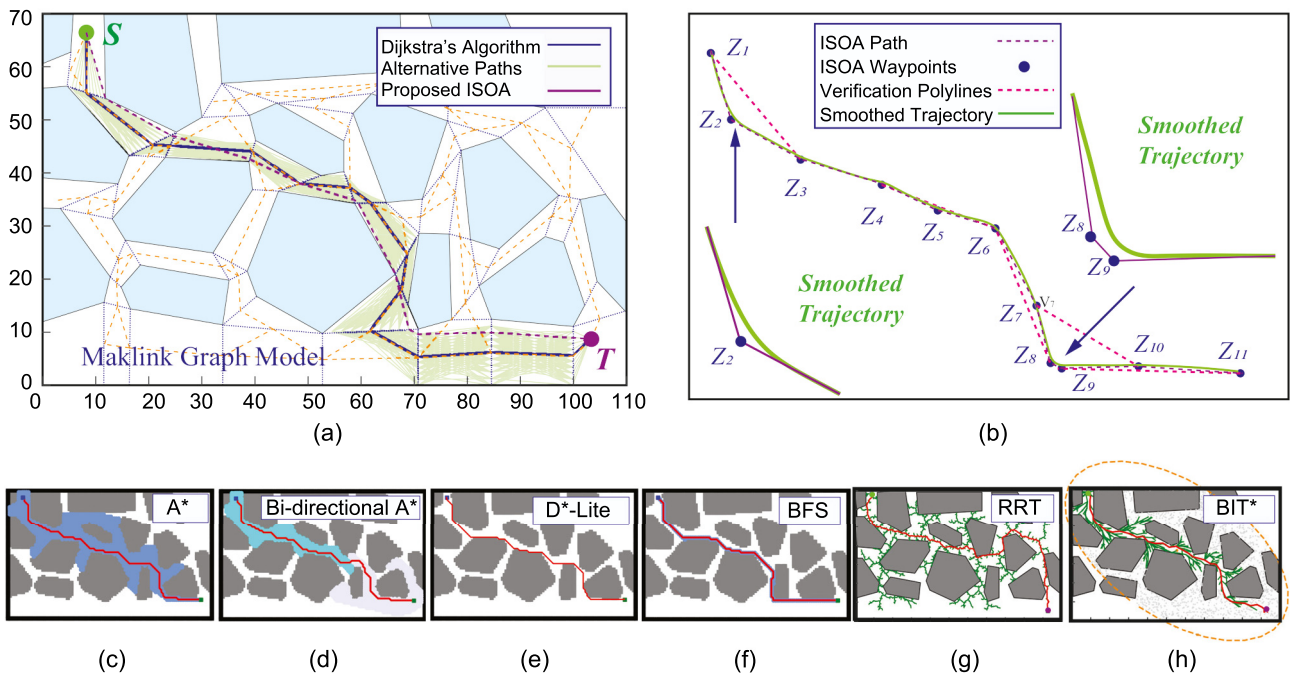 70
60
50
40
30
20
10
0
S
Dijkstra's Algorithm
Alternative Paths
Proposed ISOA
Maklink Graph Model
T
0 10 20 30 40 50 60 70 80 90 100 110
(a)
ISOA Path
ISOA Waypoints
Verification Polylines
Smoothed Trajectory
Z1
Z2
Z3
Z4
Z5
Z6
V7
Z7
Z8
Z9
Z10
Z11
Smoothed
Trajectory
Z8
Z9
Smoothed
Trajectory
Z2
(b)
A*
Bi-directional A*
D*-Lite
BFS
RRT
BIT*
(c) (d) (e) (f) (g) (h)